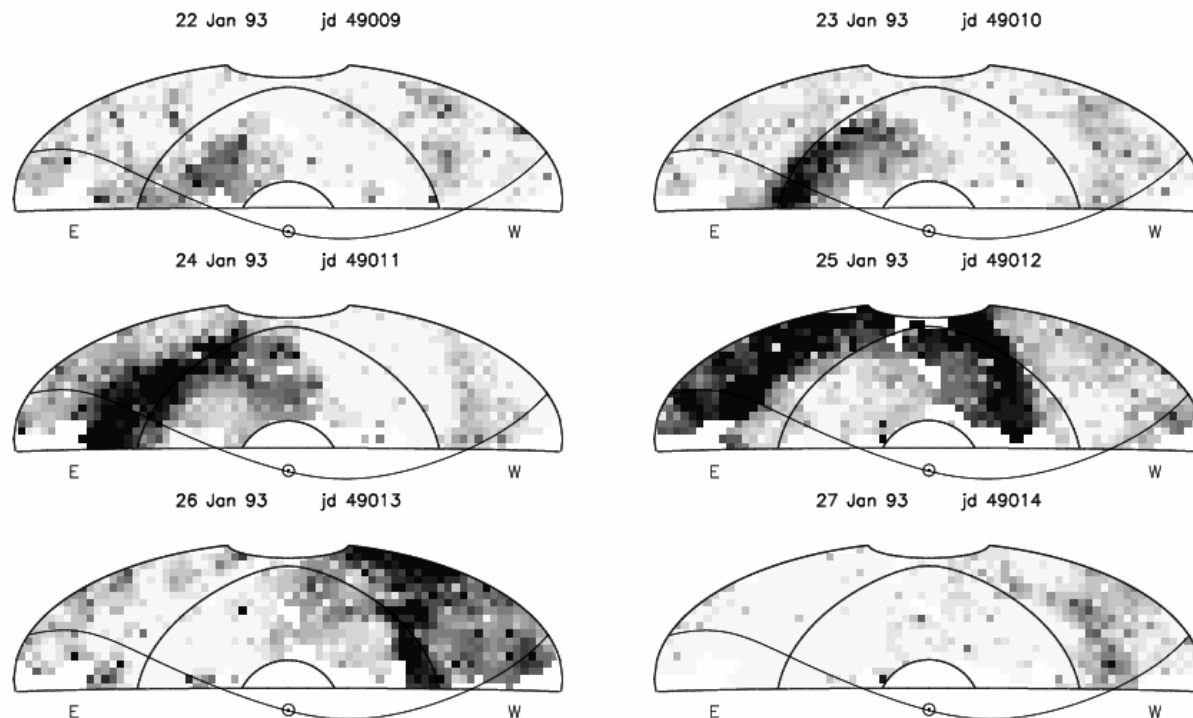 22 Jan 93 jd 49009
23 Jan 93 jd 49010
E W
E W
24 Jan 93 jd 49011
25 Jan 93 jd 49012
E W
E W
26 Jan 93 jd 49013
27 Jan 93 jd 49014
E W
E W